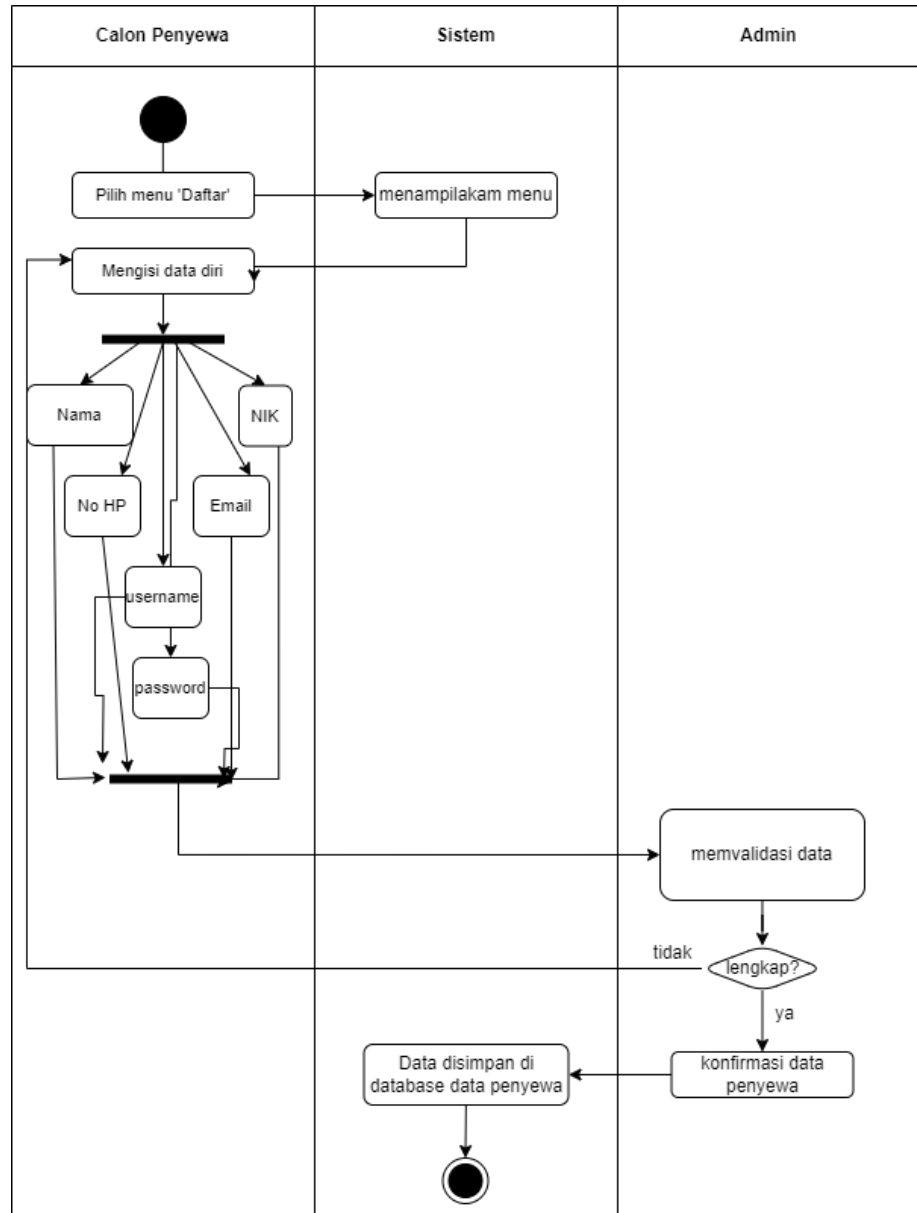 Calon Penyewa
Sistem
Admin
Pilih menu 'Daftar'
menampilakam menu
Mengisi data diri
Nama
NIK
No HP
Email
username
password
memvalidasi data
tidak
lengkap?
ya
Data disimpan di
database data penyewa
konfirmasi data
penyewa